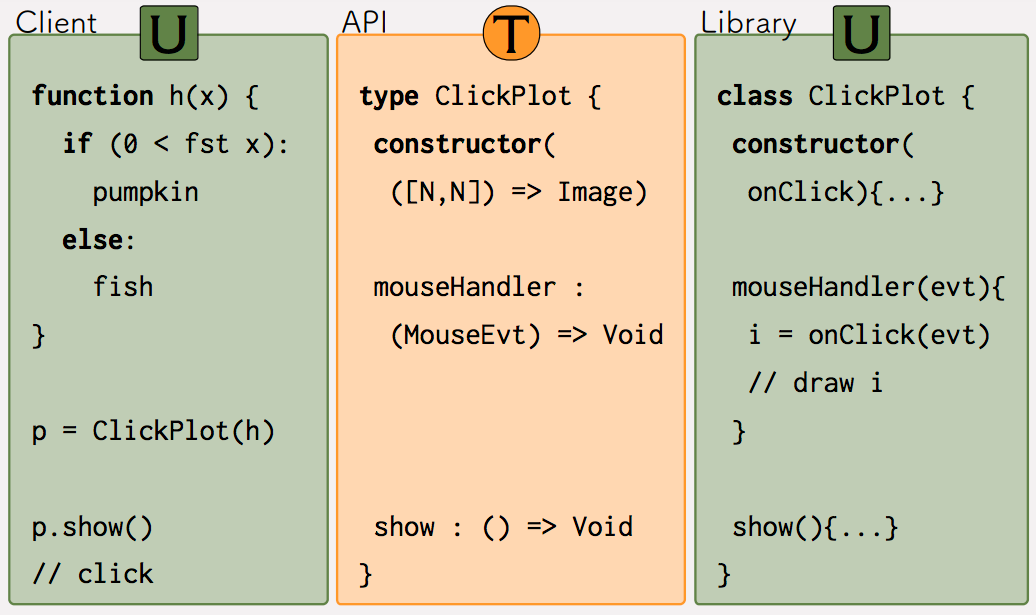 Client
U
function h(x) {
if (0 < fst x):
pumpkin
else:
fish
}
p = ClickPlot(h)
p.show()
// click
API
T
type ClickPlot {
constructor(
([N,N]) => Image)
mouseHandler :
(MouseEvt) => Void
show : () => Void
}
Library
U
class ClickPlot {
constructor(
onClick){...}
mouseHandler(evt){
i = onClick(evt)
// draw i
}
show(){...}
}